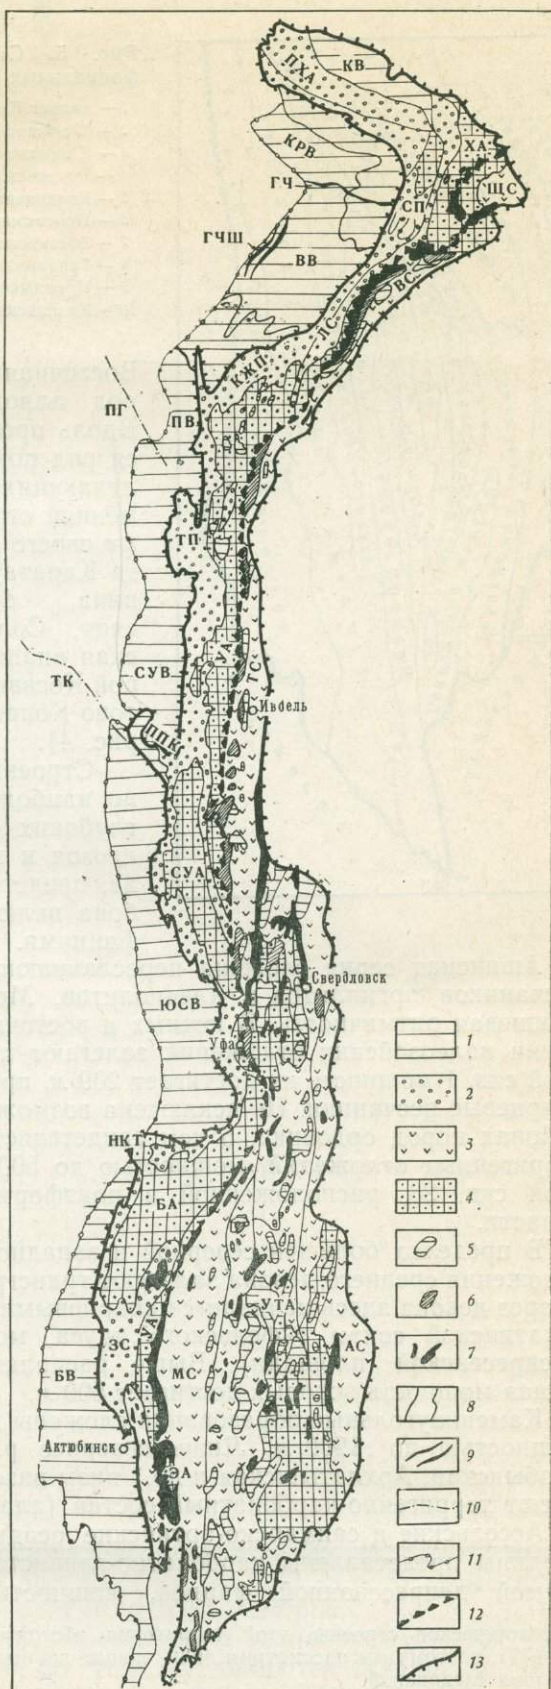 ПХА
КВ
КРВ
ХА
ГЧ
ЩС
СП
ГЧШ
ВВ
ВС
ЛС
КЖП
ПГ
ПВ
ТП
УА
ТК
СУВ
ТС
Ивдель
ППК
СУА
Свердловск
ЮСВ
Уфа
НКТ
БА
УТА
ЗС
УА
АС
МС
БВ
Актюбинск
ЭА
1
2
3
4
5
6
7
8
9
10
11
12
13